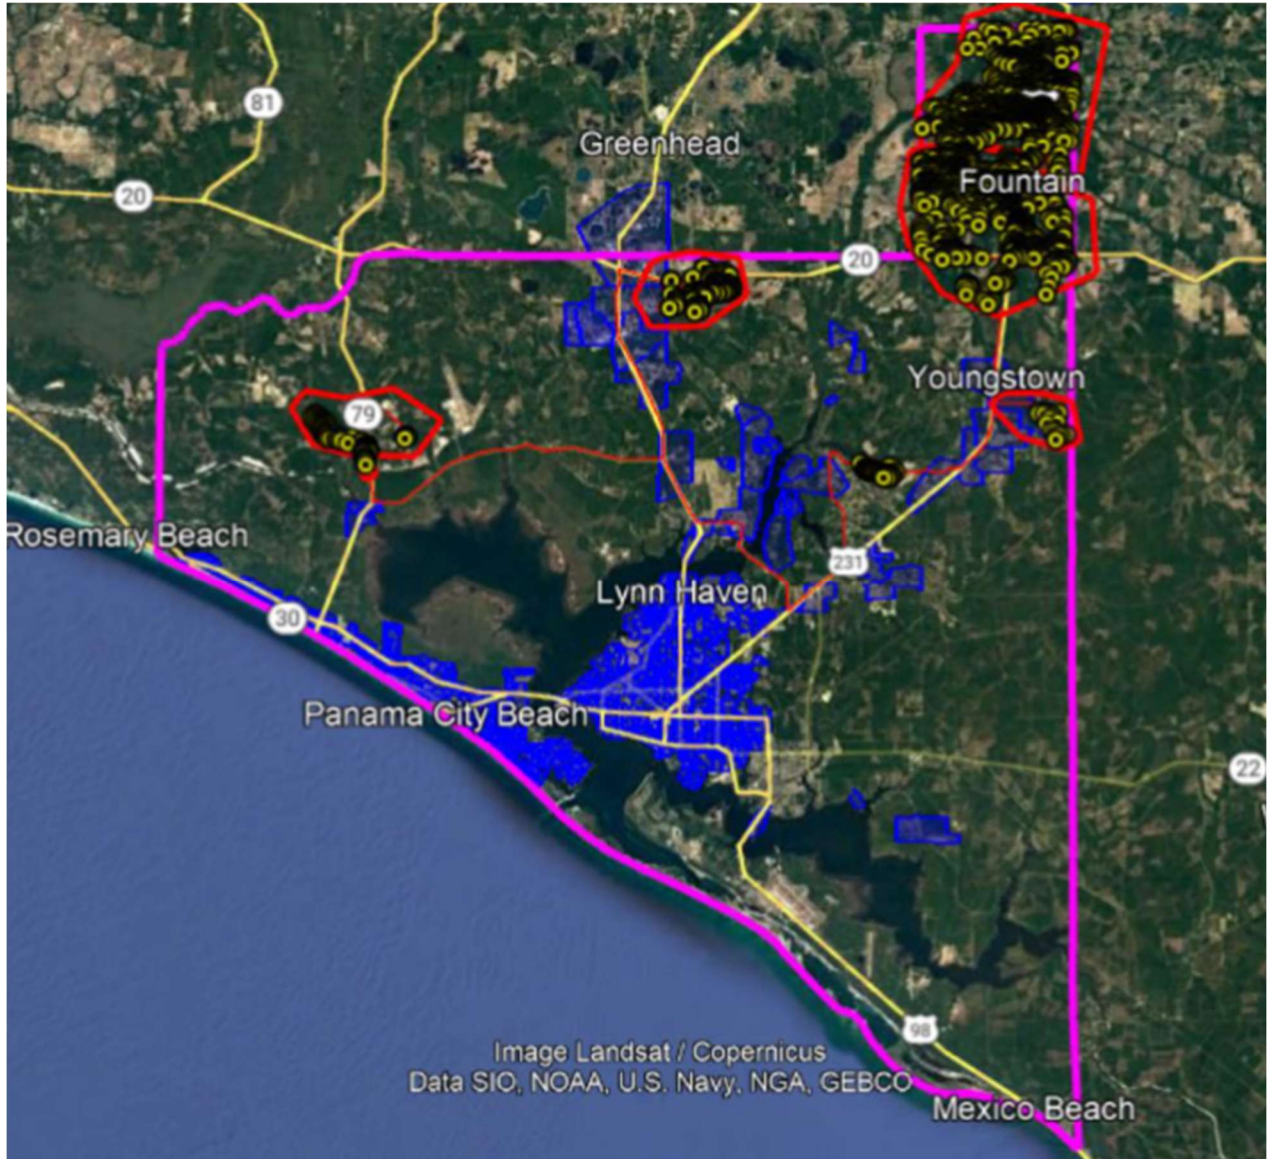 81
Greenhead
20
Fountain
20
Youngstown
79
Rosemary Beach
231
Lynn Haven
30
Panama City Beach
22
98
Image Landsat / Copernicus
Data SIO, NOAA, U.S. Navy, NGA, GEBCO
Mexico Beach